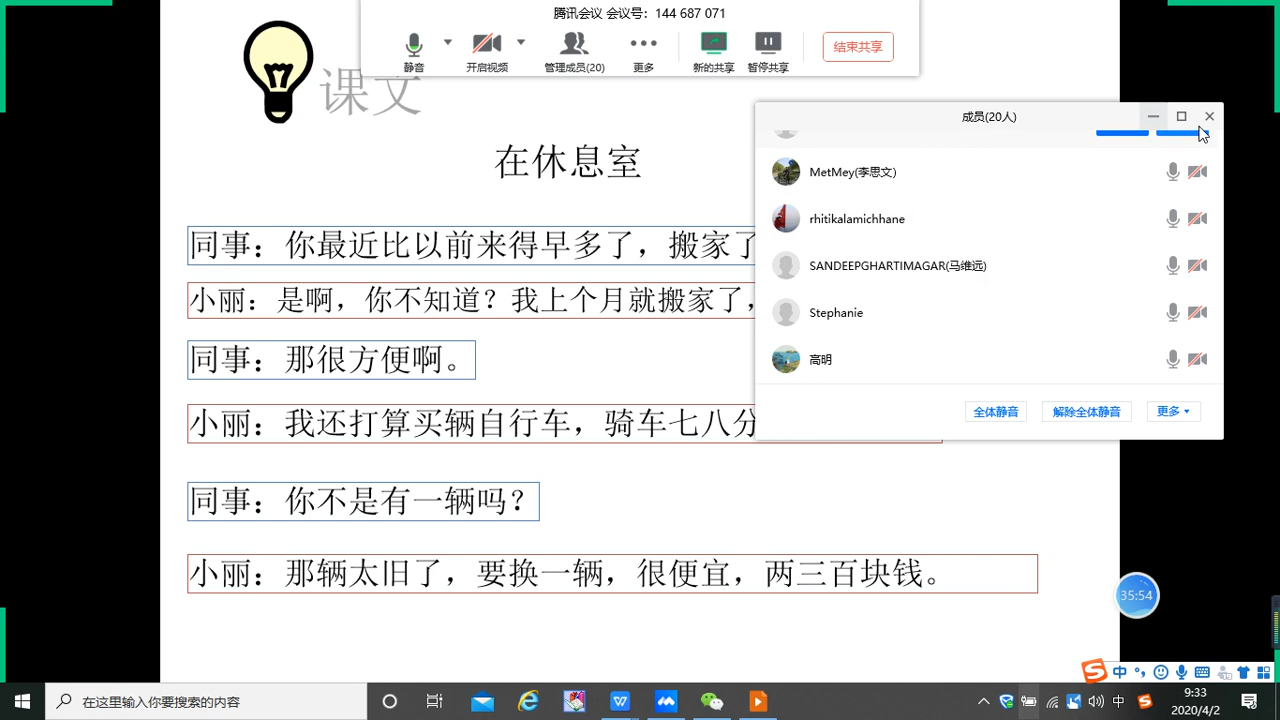 腾讯会议 会议号：144 687 071
静音
开启视频
管理成员(20)
更多
新的共享
暂停共享
结束共享
课文
在休息室
成员(20人)
MetMey(李思文)
rhitikalamichhane
SANDEEPGHARTIMAGAR(马维远)
Stephanie
高明
全体静音
解除全体静音
更多
同事：你最近比以前来得早多了，搬家了
小丽：是啊，你不知道？我上个月就搬家了，
同事：那很方便啊。
小丽：我还打算买辆自行车，骑车七八分
同事：你不是有一辆吗？
小丽：那辆太旧了，要换一辆，很便宜，两三百块钱。
35:54
中
在这里输入你要搜索的内容
中
9:33
2020/4/2